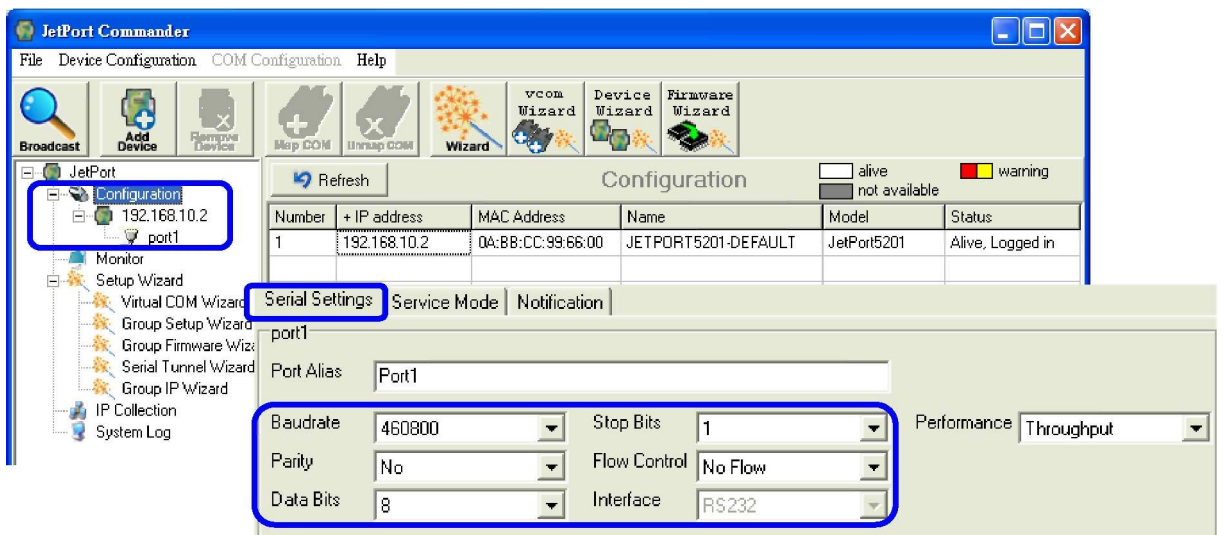 JetPort Commander
File Device Configuration COM Configuration Help
Broadcast
Add Device
Remove Device
Map COM
Unmap COM
Wizard
vcom Wizard
Device Wizard
Firmware Wizard
JetPort
Configuration
192.168.10.2
port1
Monitor
Setup Wizard
Virtual COM Wizard
Group Setup Wizard
Group Firmware Wiz
Serial Tunnel Wizard
Group IP Wizard
IP Collection
System Log
Refresh
Configuration
alive
not available
warning
Number + IP address MAC Address Name Model Status
1 192.168.10.2 0A:BB:CC:99:66:00 JETPORT5201-DEFAULT JetPort5201 Alive, Logged in
Serial Settings Service Mode Notification
port1
Port Alias Port1
Baudrate 460800 Stop Bits 1 Performance Throughput
Parity No Flow Control No Flow
Data Bits 8 Interface RS232